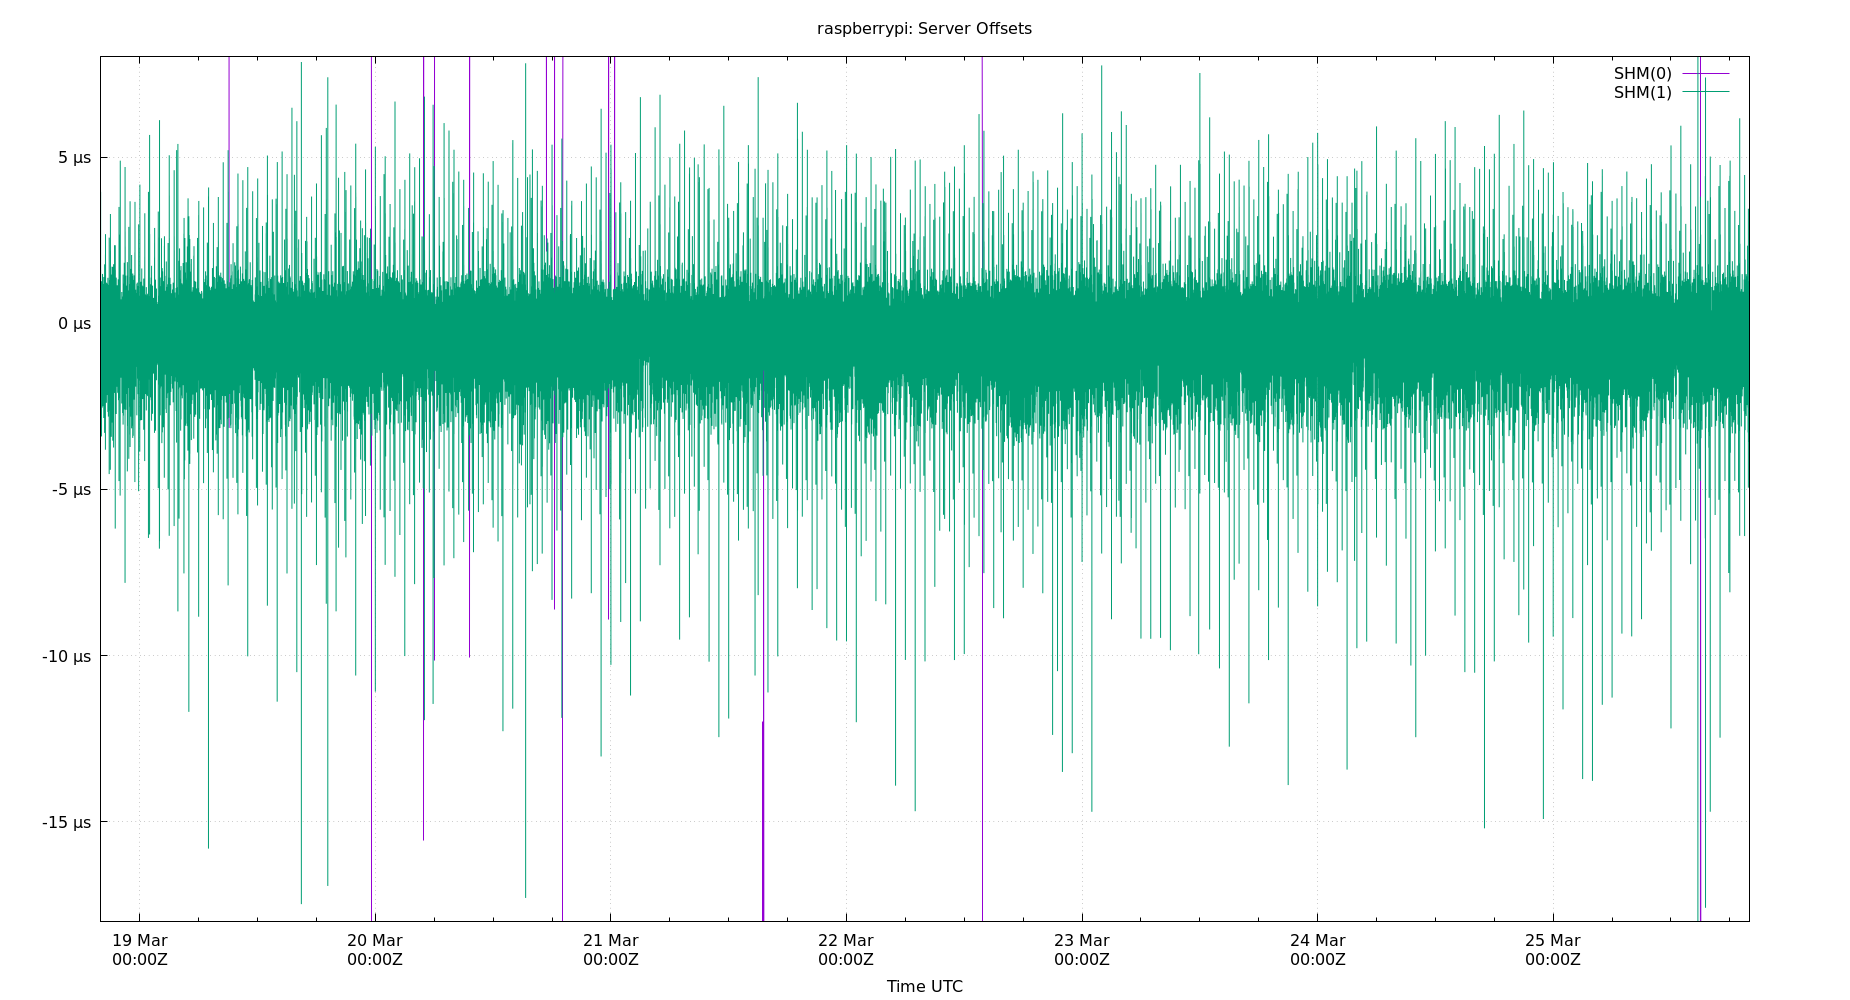 raspberrypi: Server Offsets
SHM(0)
SHM(1)
5 µs
0 µs
-5 µs
-10 µs
-15 µs
19 Mar
00:00Z
20 Mar
00:00Z
21 Mar
00:00Z
22 Mar
00:00Z
23 Mar
00:00Z
24 Mar
00:00Z
25 Mar
00:00Z
Time UTC